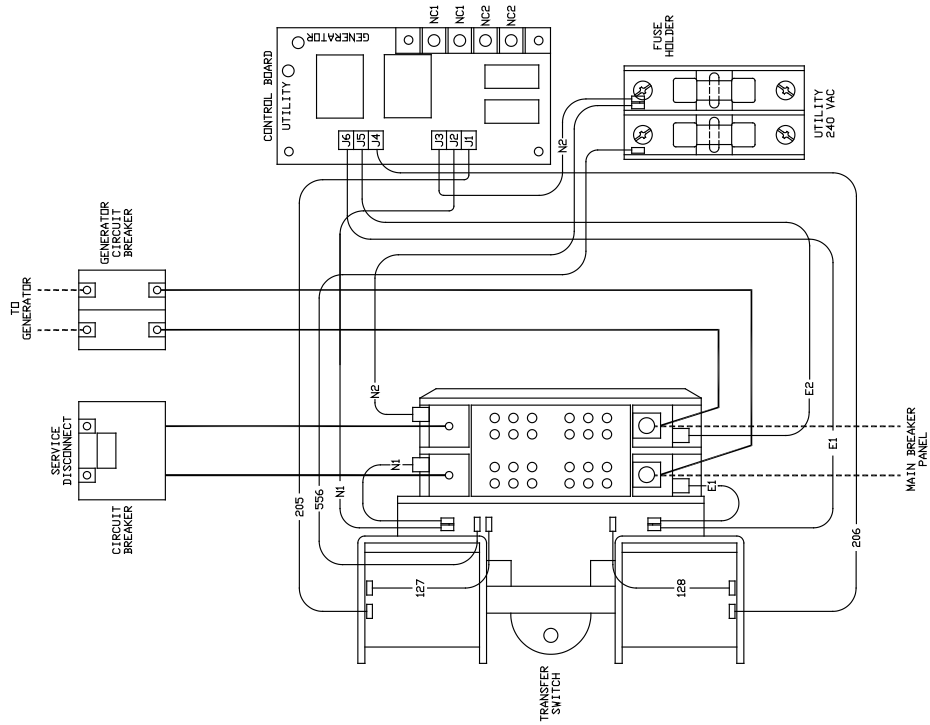 NC1
NC1
NC2
NC2
CONTROL BOARD
UTILITY
GENERATOR
J6
J5
J4
J3
J2
J1
FUSE
HOLDER
UTILITY
240 VAC
N2
GENERATOR
CIRCUIT
BREAKER
TO
GENERATOR
SERVICE
DISCONNECT
CIRCUIT
BREAKER
205
556
N1
N1
N2
E2
E1
E1
206
MAIN BREAKER
PANEL
127
128
TRANSFER
SWITCH